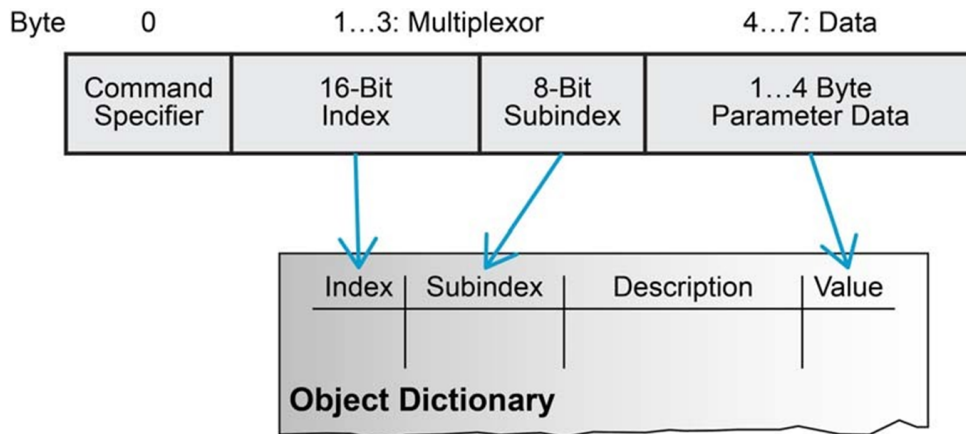 Byte 0 1...3: Multiplexor 4...7: Data
Command Specifier
16-Bit Index
8-Bit Subindex
1...4 Byte Parameter Data
Index Subindex Description Value
Object Dictionary